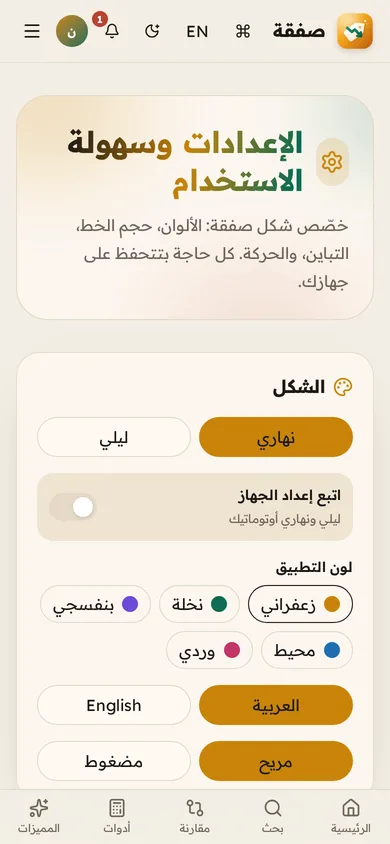 صفقة
⌘
EN
1
ن
الإعدادات وسهولة
الاستخدام
خصّص شكل صفقة: الألوان، حجم الخط،
التباين، والحركة. كل حاجة بتتحفظ على
جهازك.
الشكل
نهاري
ليلي
اتبع إعداد الجهاز
ليلي ونهاري أوتوماتيك
لون التطبيق
زعفراني
نخلة
بنفسجي
محيط
وردي
العربية
English
مريح
مضغوط
الرئيسية
بحث
مقارنة
أدوات
المميزات